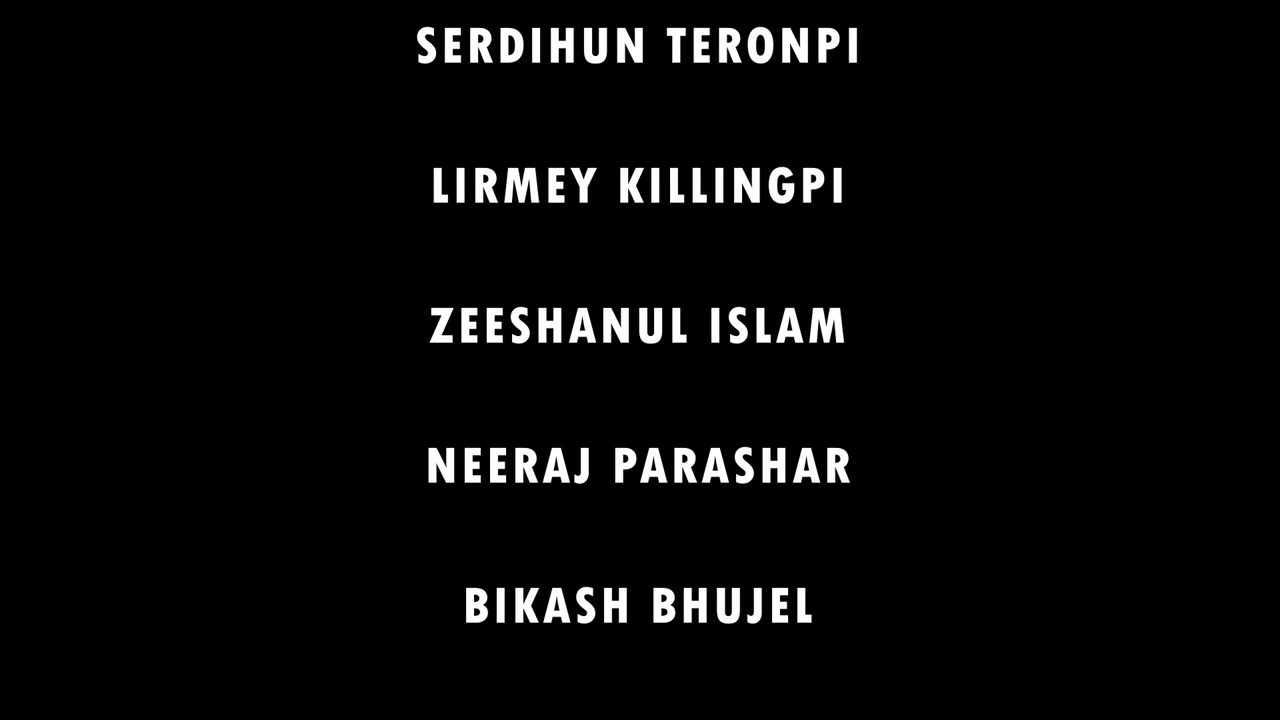 SERDIHUN TERONPI
LIRMEY KILLINGPI
ZEESHANUL ISLAM
NEERAJ PARASHAR
BIKASH BHUJEL